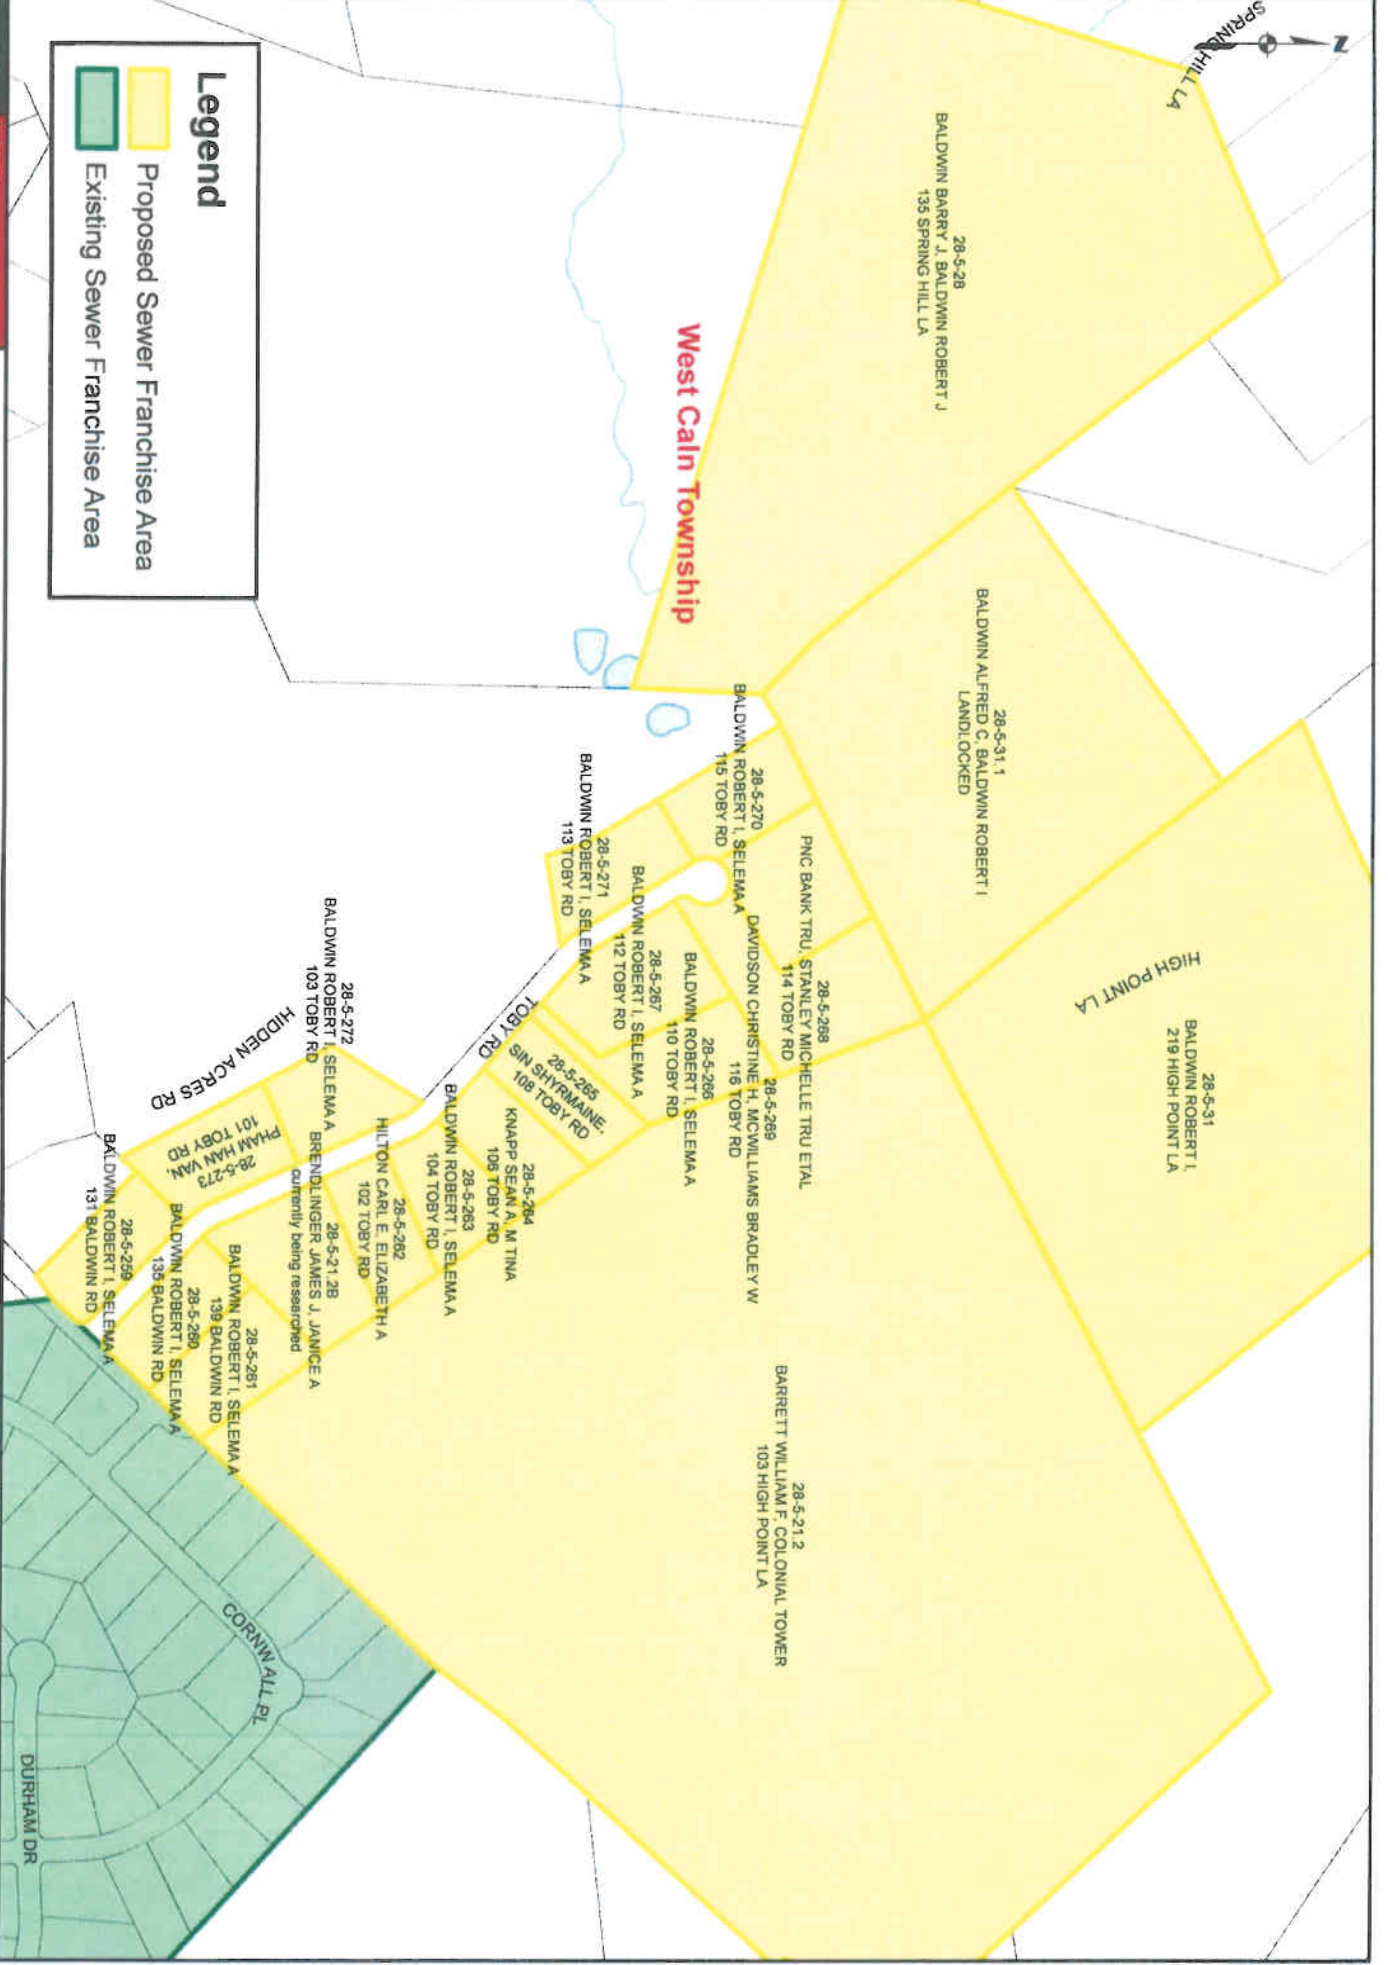 N
SPRING HILL LA
28-5-28
BALDWIN BARRY J, BALDWIN ROBERT J
135 SPRING HILL LA
28-5-31.1
BALDWIN ALFRED C, BALDWIN ROBERT I
LANDLOCKED
HIGH POINT LA
28-5-31
BALDWIN ROBERT I,
219 HIGH POINT LA
West Caln Township
28-5-270
BALDWIN ROBERT I, SELEMA A
115 TOBY RD
28-5-268
PNC BANK TRU, STANLEY MICHELLE TRU ETAL
114 TOBY RD
28-5-269
DAVIDSON CHRISTINE H, MCWILLIAMS BRADLEY W
116 TOBY RD
28-5-271
BALDWIN ROBERT I, SELEMA A
113 TOBY RD
28-5-267
BALDWIN ROBERT I, SELEMA A
112 TOBY RD
28-5-266
BALDWIN ROBERT I, SELEMA A
110 TOBY RD
TOBY RD
28-5-265
SIN SHYRMAINE,
108 TOBY RD
28-5-264
KNAPP SEAN A, M TINA
106 TOBY RD
28-5-263
BALDWIN ROBERT I, SELEMA A
104 TOBY RD
28-5-262
HILTON CARL E, ELIZABETH A
102 TOBY RD
28-5-272
BALDWIN ROBERT I, SELEMA A
103 TOBY RD
28-5-21.2B
BRENDLINGER JAMES J, JANICE A
currently being researched
HIDDEN ACRES RD
28-5-273
PHAM HAN VAN,
101 TOBY RD
28-5-261
BALDWIN ROBERT I, SELEMA A
139 BALDWIN RD
28-5-260
BALDWIN ROBERT I, SELEMA A
135 BALDWIN RD
28-5-259
BALDWIN ROBERT I, SELEMA A
131 BALDWIN RD
28-5-21.2
BARRETT WILLIAM F, COLONIAL TOWER
103 HIGH POINT LA
CORNWALL PL
DURHAM DR
Legend
Proposed Sewer Franchise Area
Existing Sewer Franchise Area